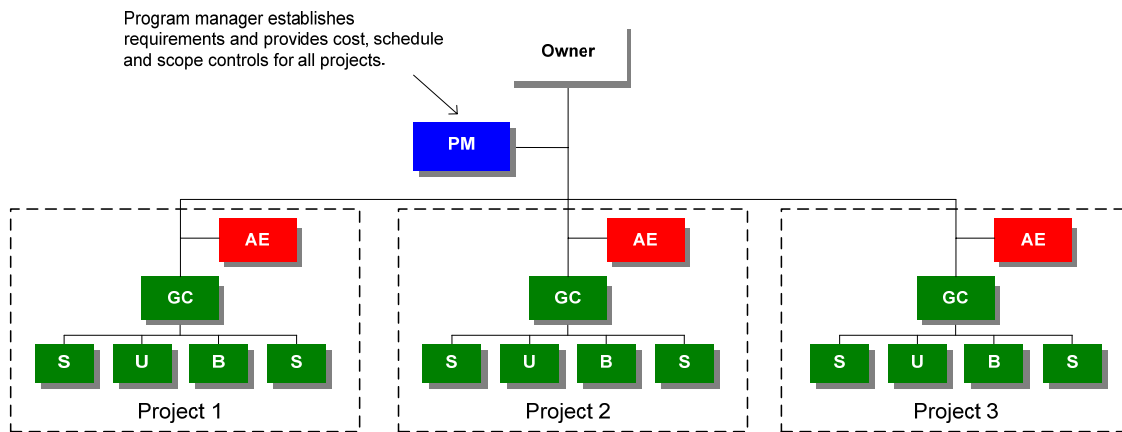 Program manager establishes
requirements and provides cost, schedule
and scope controls for all projects.
Owner
PM
AE
AE
AE
GC
GC
GC
S U B S
S U B S
S U B S
Project 1
Project 2
Project 3